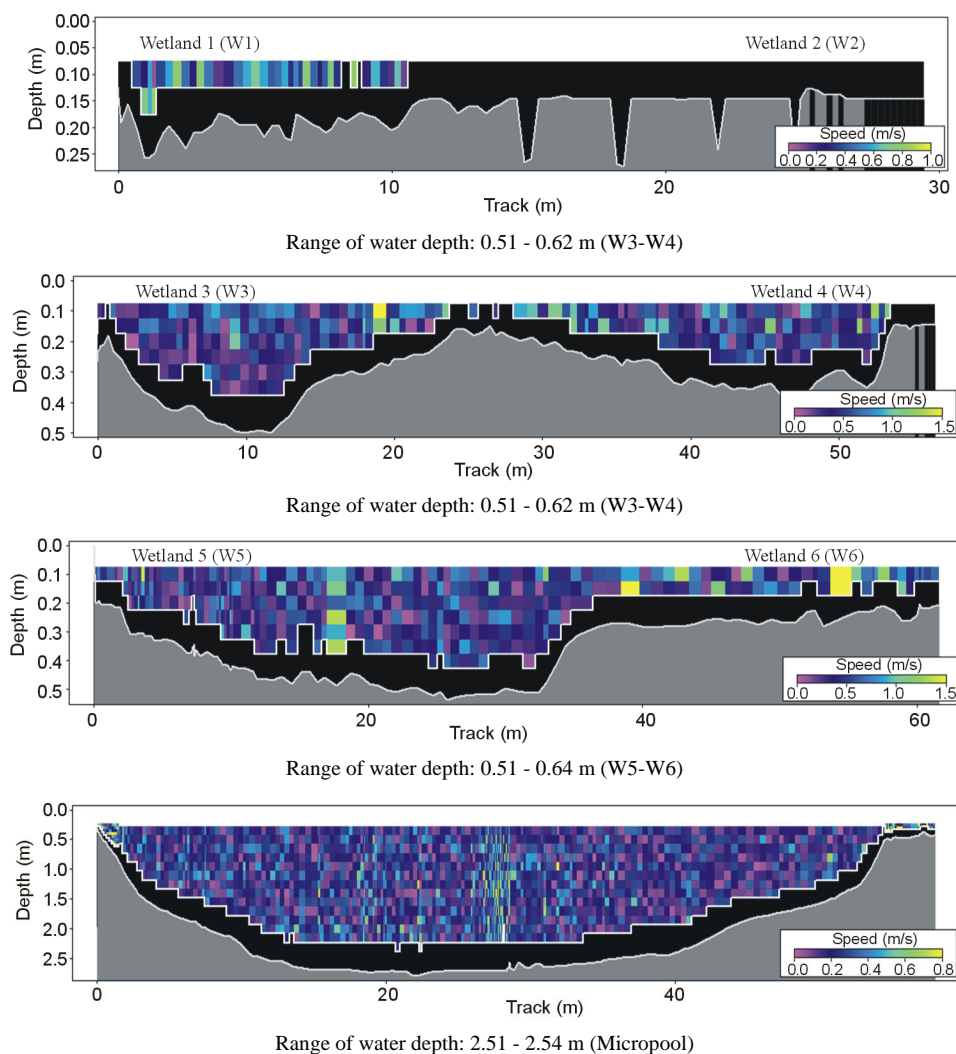 0.00
0.05
0.10
0.15
0.20
0.25
Depth (m)
Wetland 1 (W1)
Wetland 2 (W2)
Speed (m/s)
0.0 0.2 0.4 0.6 0.8 1.0
0 10 20 30
Track (m)
Range of water depth: 0.51 - 0.62 m (W3-W4)
0.0
0.1
0.2
0.3
0.4
0.5
Depth (m)
Wetland 3 (W3)
Wetland 4 (W4)
Speed (m/s)
0.0 0.5 1.0 1.5
0 10 20 30 40 50
Track (m)
Range of water depth: 0.51 - 0.62 m (W3-W4)
0.0
0.1
0.2
0.3
0.4
0.5
Depth (m)
Wetland 5 (W5)
Wetland 6 (W6)
Speed (m/s)
0.0 0.5 1.0 1.5
0 20 40 60
Track (m)
Range of water depth: 0.51 - 0.64 m (W5-W6)
0.0
0.5
1.0
1.5
2.0
2.5
Depth (m)
Speed (m/s)
0.0 0.2 0.4 0.6 0.8
0 20 40
Track (m)
Range of water depth: 2.51 - 2.54 m (Micropool)